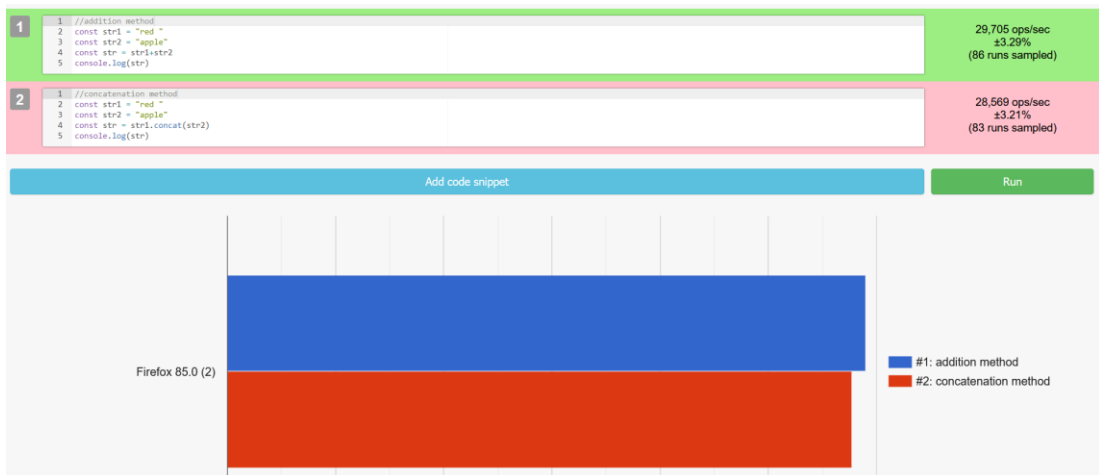 1
1 //addition method
2 const str1 = "red "
3 const str2 = "apple"
4 const str = str1+str2
5 console.log(str)
29,705 ops/sec
±3.29%
(86 runs sampled)
2
1 //concatenation method
2 const str1 = "red "
3 const str2 = "apple"
4 const str = str1.concat(str2)
5 console.log(str)
28,569 ops/sec
±3.21%
(83 runs sampled)
Add code snippet
Run
Firefox 85.0 (2)
#1: addition method
#2: concatenation method